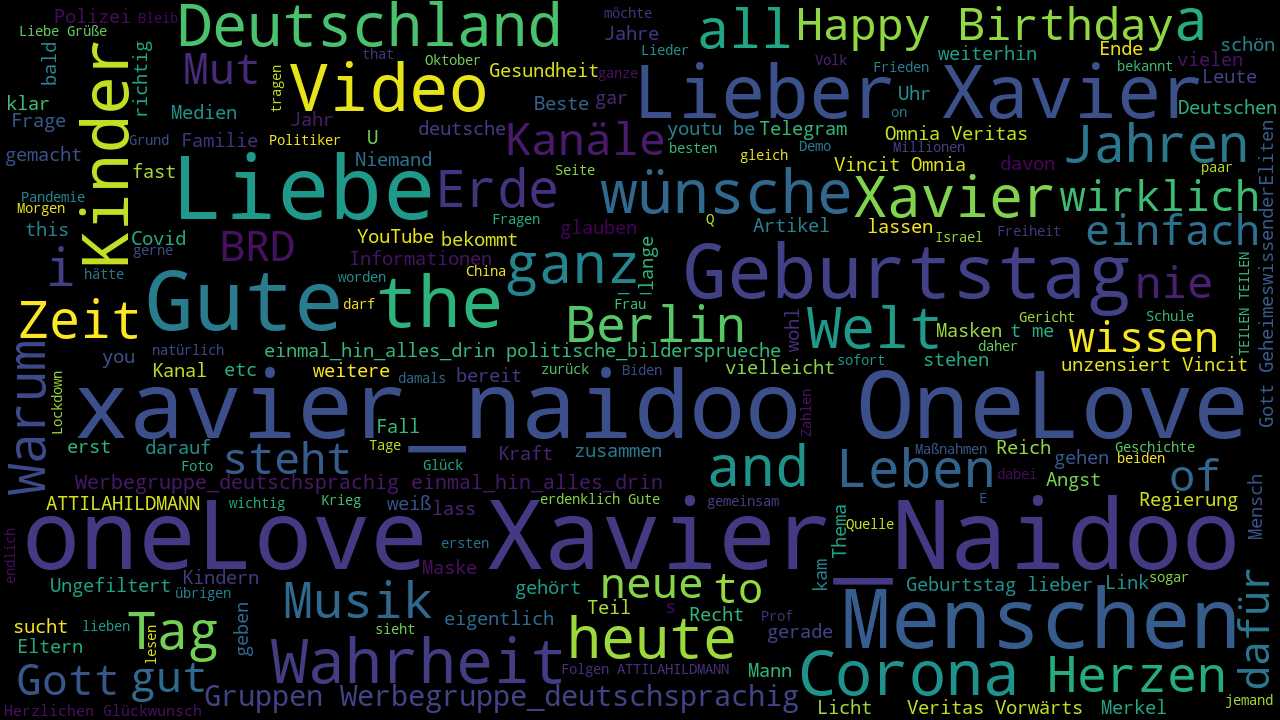 Polizei Bleib
Liebe Grüße
Deutschland
möchte
Jahre
Lieder
all
Happy Birthday
a
schön
bald
Kinder
richtig
Mut
that
Oktober
tragen
Video
Gesundheit
ganze
Lieber Xavier
Volk
Frieden
weiterhin
Ende
bekannt
vielen
Leute
klar
Frage
Medien
Jahr
Beste
gar
Uhr
on
Deutschen
gemacht
Grund
Familie
Politiker
U
deutsche
Kanäle
youtu be
Telegram
besten
Demo
Omnia Veritas
Millionen
Jahren
Pandemie
Morgen
fast
Liebe
Niemand
Erde
Seite
wünsche
gleich
Vincit Omnia
davon
Xavier
paar
wirklich
GeheimeswissenderEliten
this
Covid
gerne
BRD
YouTube
bekommt
Fragen
glauben
Q
Artikel
lassen
Israel
Freiheit
einfach
i
hätte
Informationen
worden
China
ganz
lange
Geburtstag
nie
TEILEN TEILEN
Zeit
Gute
darf
the
Frau
Berlin
wohl
Welt
Masken
t me
daher
Gericht
Schule
wissen
Warum
you
natürlich
einmal_hin_alles_drin politische_bildersprueche
sofort
stehen
unzensiert Vincit
Gott
Lockdown
Kanal
etc
weitere
damals
bereit
zurück
Biden
vielleicht
xavier_naidoo
OneLove
Zahlen
erst
darauf
Fall
Tage
Foto
steht
Glück
Kraft
zusammen
and
Leben
Maßnahmen
Reich
dabei
gehen
Geschichte
beiden
Angst
of
Werbegruppe_deutschsprachig einmal_hin_alles_drin
ATTILAHILDMANN
wichtig
Krieg
weiß
lass
erdenklich Gute
gemeinsam
E
Regierung
Mensch
endlich
oneLove
ersten
Maske
Xavier_Naidoo
Thema
Quelle
Ungefiltert
Kindern
übrigen
gehört
neue
to
kam
Geburtstag lieber
Link
sogar
dafür
sucht
Eltern
lieben
Tag
lesen
geben
Musik
sieht
eigentlich
Teil
s
Recht
Prof
gerade
Menschen
heute
Gott
gut
Wahrheit
Folgen ATTILAHILDMANN
Mann
Corona
Herzen
jemand
Herzlichen Glückwunsch
Gruppen Werbegruppe_deutschsprachig
Licht
Veritas Vorwärts
Merkel